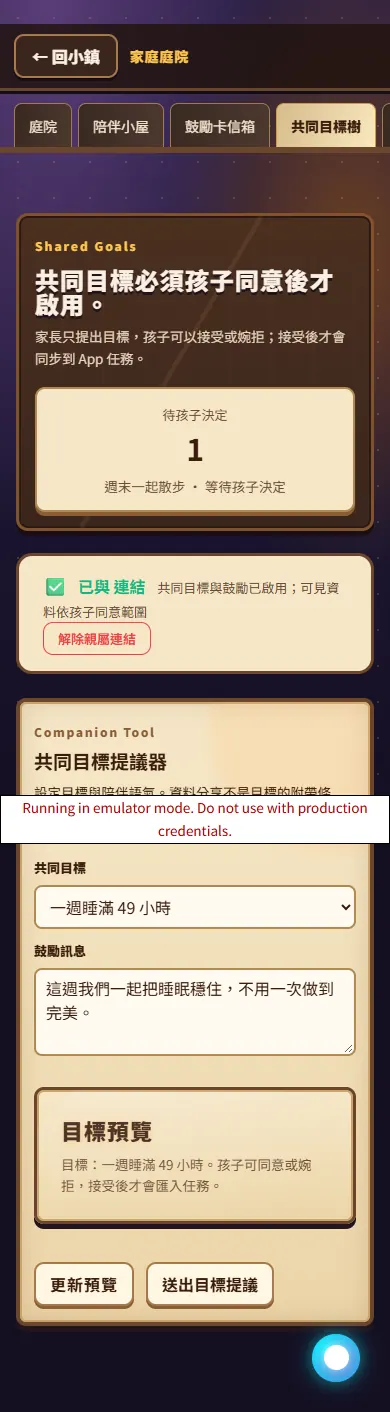 ← 回小鎮
家庭庭院
庭院
陪伴小屋
鼓勵卡信箱
共同目標樹
Shared Goals
共同目標必須孩子同意後才
啟用。
家長只提出目標，孩子可以接受或婉拒；接受後才會
同步到 App 任務。
待孩子決定
1
週末一起散步 · 等待孩子決定
已與 連結 共同目標與鼓勵已啟用；可見資
料依孩子同意範圍
解除親屬連結
Companion Tool
共同目標提議器
設定目標與陪伴語氣。資料分享不是目標的附帶條
Running in emulator mode. Do not use with production
credentials.
共同目標
一週睡滿 49 小時
鼓勵訊息
這週我們一起把睡眠穩住，不用一次做到
完美。
目標預覽
目標：一週睡滿 49 小時。孩子可同意或婉
拒，接受後才會匯入任務。
更新預覽
送出目標提議